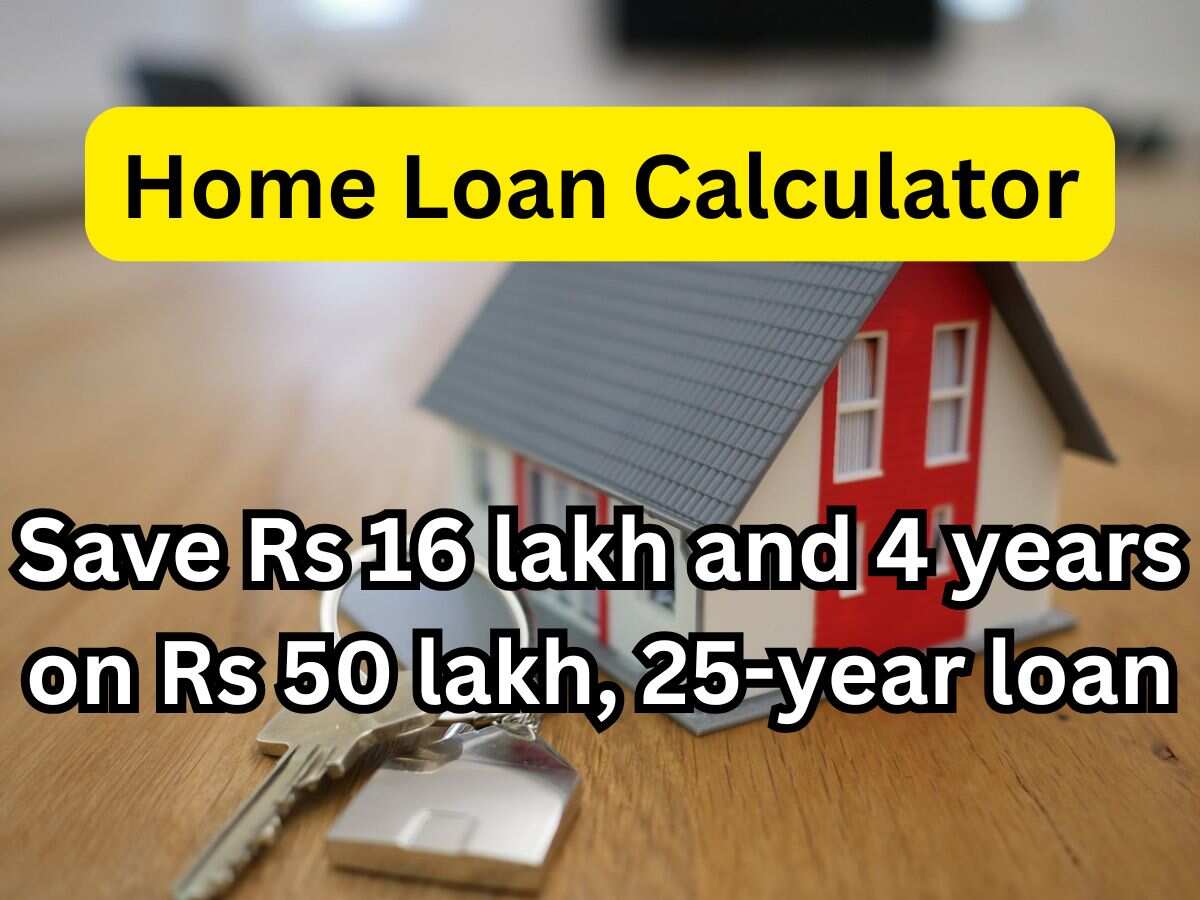 Home Loan Calculator
Save Rs 16 lakh and 4 years
on Rs 50 lakh, 25-year loan